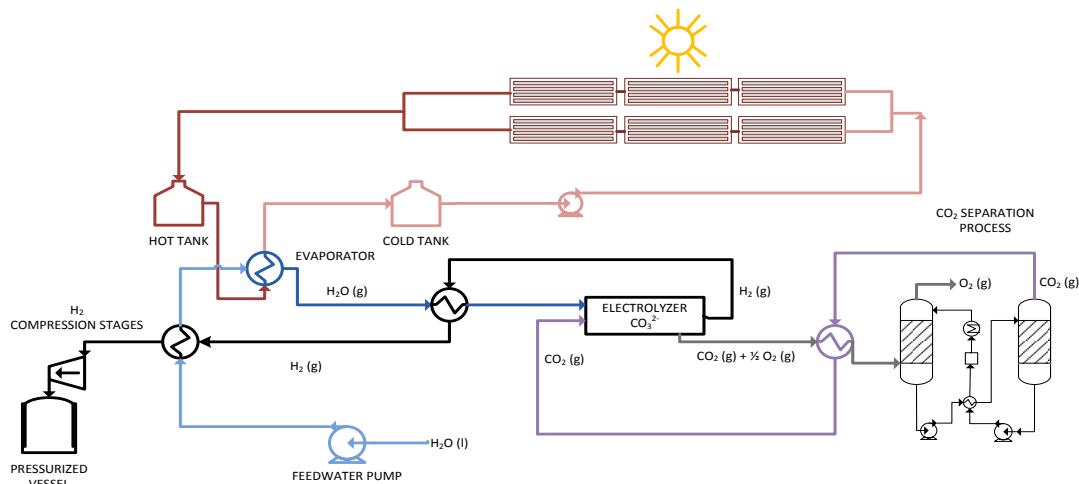 CO₂ SEPARATION
PROCESS
HOT TANK
COLD TANK
EVAPORATOR
H₂O (g)
H₂ (g)
O₂ (g)
CO₂ (g)
H₂
COMPRESSION STAGES
ELECTROLYZER
CO₃²⁻
CO₂ (g)
CO₂ (g) + ½ O₂ (g)
H₂ (g)
H₂O (l)
FEEDWATER PUMP
PRESSURIZED
VESSEL